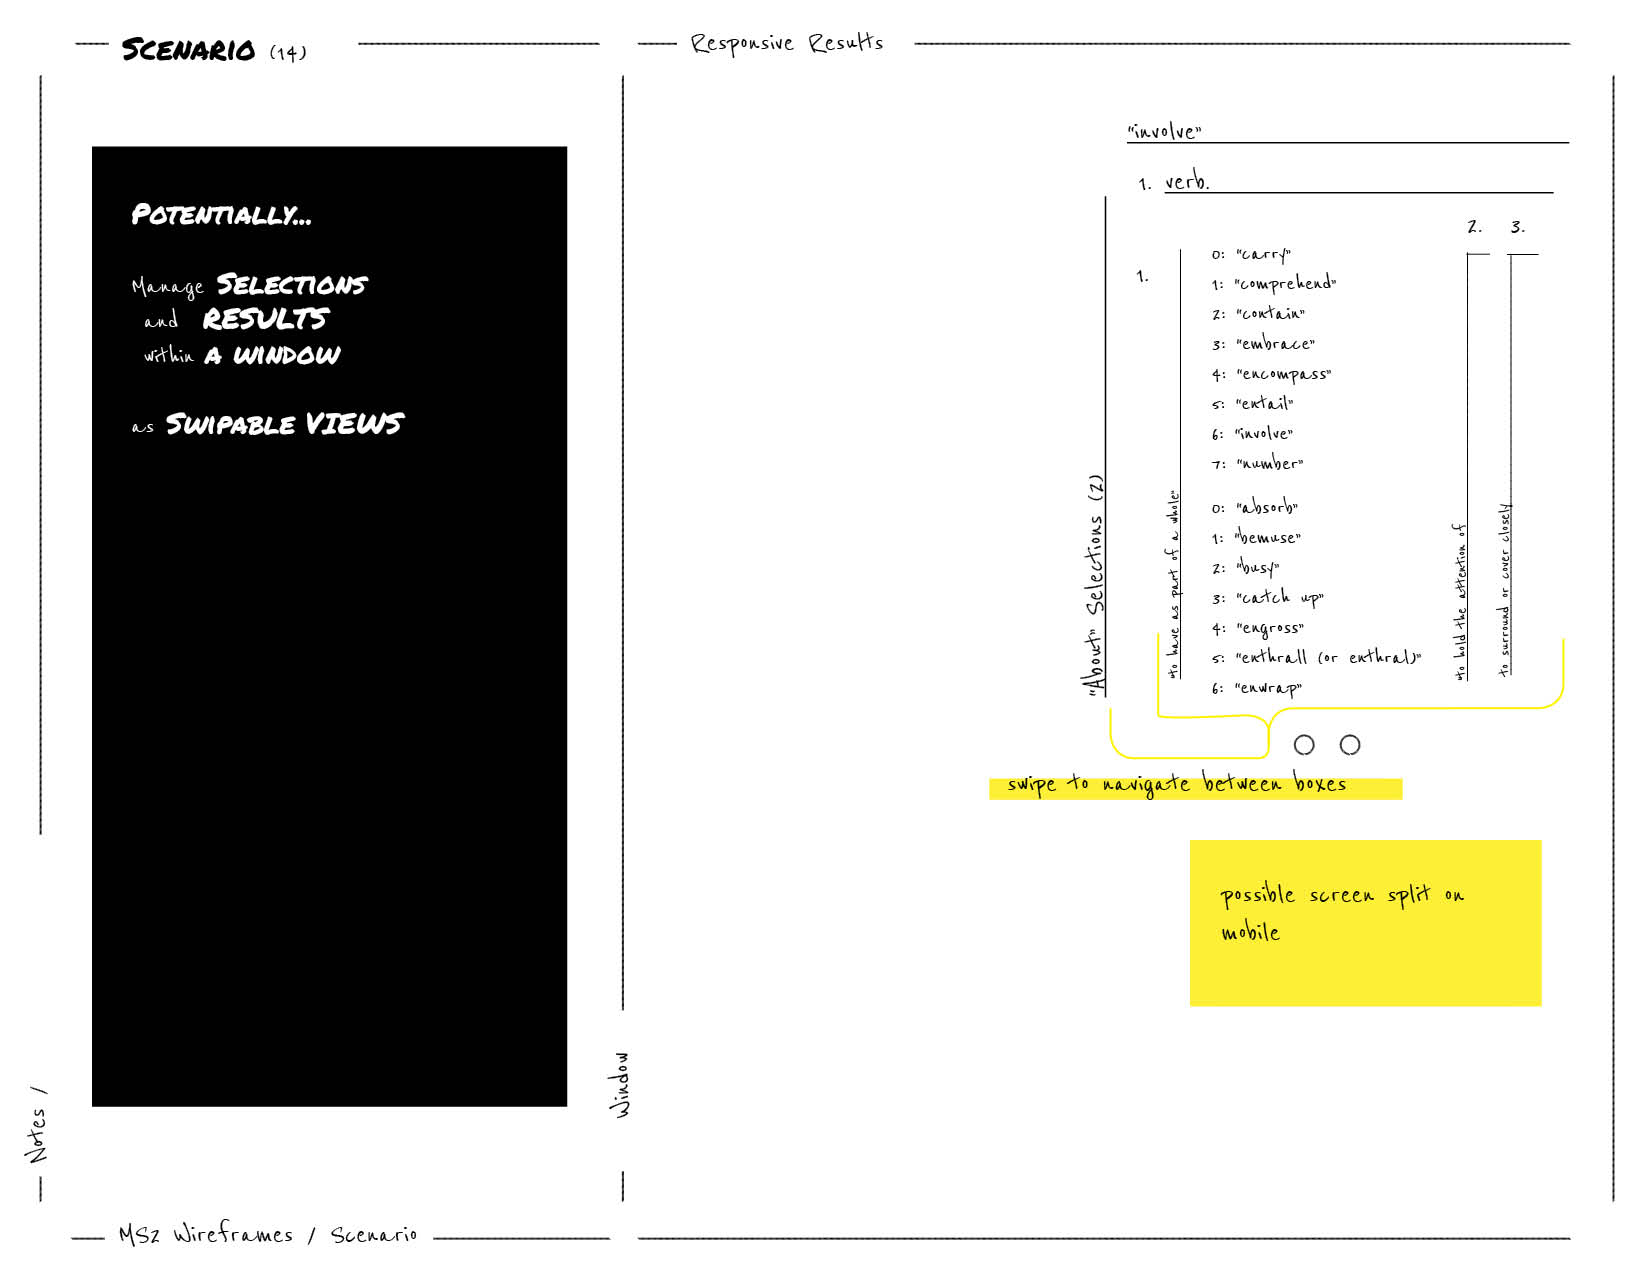 SCENARIO (14)
Responsive Results
POTENTIALLY...
Manage SELECTIONS
and RESULTS
within A WINDOW
as SWIPABLE VIEWS
"involve"
1. verb.
2. 3.
1.
0: "carry"
1: "comprehend"
2: "contain"
3: "embrace"
4: "encompass"
5: "entail"
6: "involve"
7: "number"
0: "absorb"
1: "bemuse"
2: "busy"
3: "catch up"
4: "engross"
5: "enthrall (or enthral)"
6: "enwrap"
"About" Selections (2)
"to have as part of a whole"
"to hold the attention of
to surround or cover closely
swipe to navigate between boxes
possible screen split on
mobile
Notes /
Window
MS2 Wireframes / Scenario